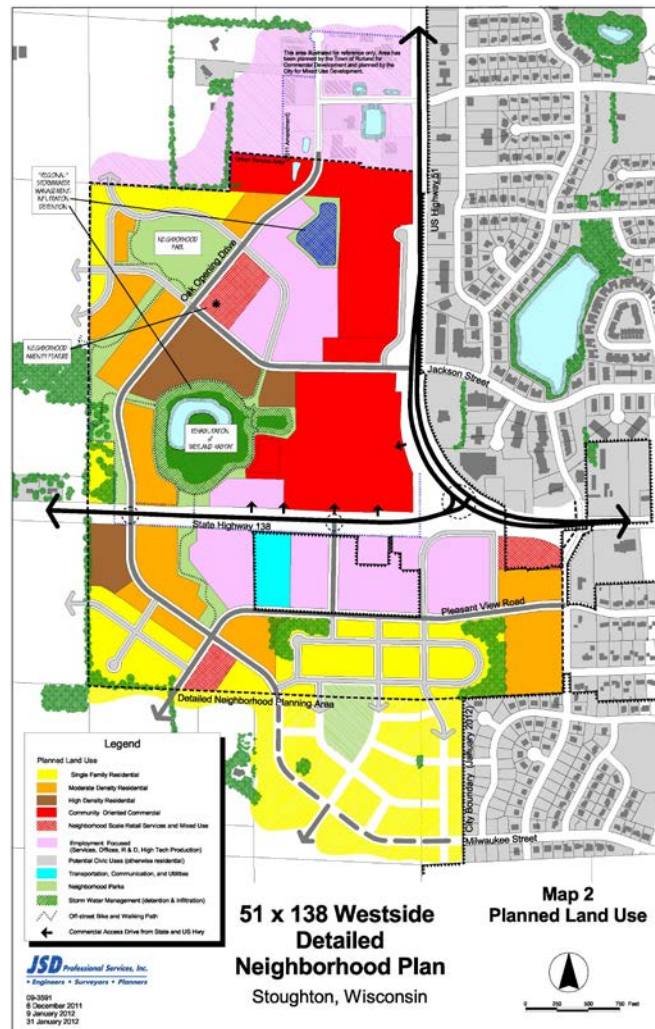 This area illustrated for reference only. Area has
been planned by the Town of Rutland for
Commercial Development and planned by the
City for Mixed Use Development.
Urban Service Area
US Highway 51
"REGIONAL"
STORMWATER
MANAGEMENT:
INFILTRATION
DETENTION
NEIGHBORHOOD
PARK
Oak Opening Drive
NEIGHBORHOOD
AMENITY FEATURE
Jackson Street
REHABILITATION
of
WETLAND HABITAT
State Highway 138
Pleasant View Road
Detailed Neighborhood Planning Area
City Boundary (January 2012)
Milwaukee Street
Legend
Planned Land Use
Single Family Residential
Moderate Density Residential
High Density Residential
Community Oriented Commercial
Neighborhood Scale Retail Services and Mixed Use
Employment Focused
(Services, Offices, R & D, High Tech Production)
Potential Civic Uses (otherwise residential)
Transportation, Communication, and Utilities
Neighborhood Parks
Storm Water Management (detention & infiltration)
Off-street Bike and Walking Path
Commercial Access Drive from State and US Hwy
JSD Professional Services, Inc.
• Engineers • Surveyors • Planners
09-3591
6 December 2011
9 January 2012
31 January 2012
51 x 138 Westside
Detailed
Neighborhood Plan
Stoughton, Wisconsin
Map 2
Planned Land Use
0 250 500 750 Feet